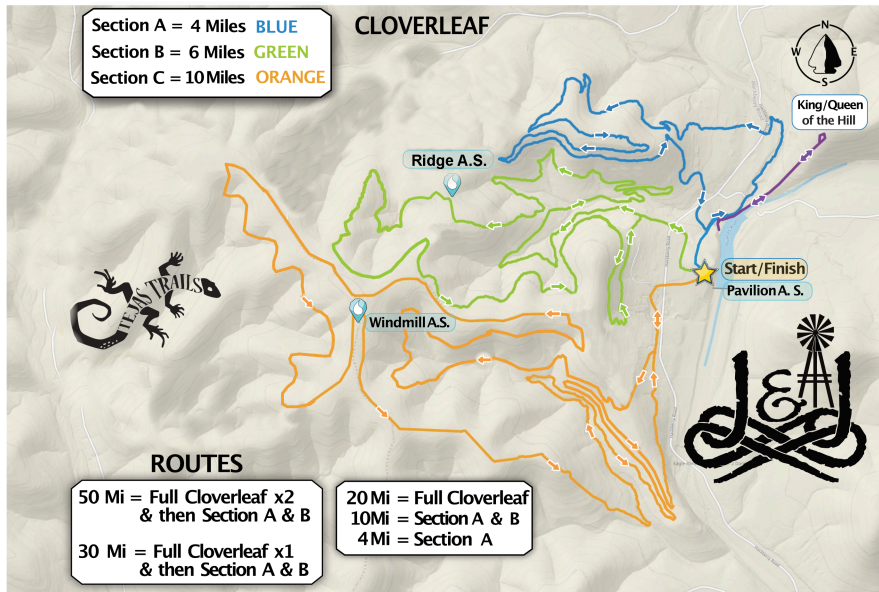 CLOVERLEAF
Section A = 4 Miles BLUE
Section B = 6 Miles GREEN
Section C = 10 Miles ORANGE
N
W E
S
King/Queen
of the Hill
Ridge A.S.
Start/Finish
Pavilion A. S.
Windmill A.S.
TEJAS TRAILS
J&J
ROUTES
50 Mi = Full Cloverleaf x2
& then Section A & B
30 Mi = Full Cloverleaf x1
& then Section A & B
20 Mi = Full Cloverleaf
10Mi = Section A & B
4Mi = Section A